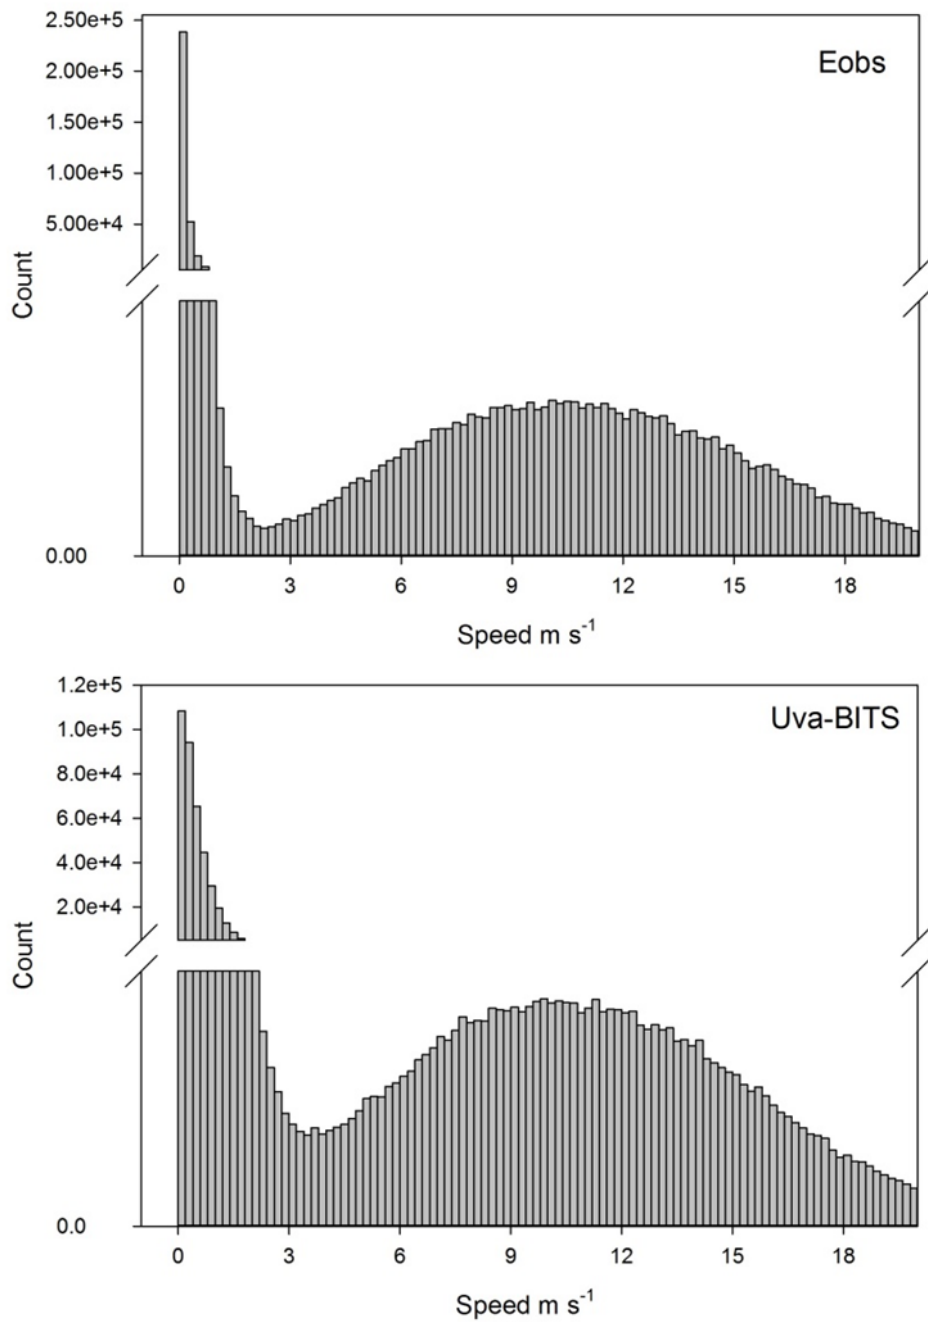 2.50e+5
2.00e+5
1.50e+5
1.00e+5
5.00e+4
0.00
Count
Eobs
0 3 6 9 12 15 18
Speed m s-1
1.2e+5
1.0e+5
8.0e+4
6.0e+4
4.0e+4
2.0e+4
0.0
Count
Uva-BITS
0 3 6 9 12 15 18
Speed m s-1